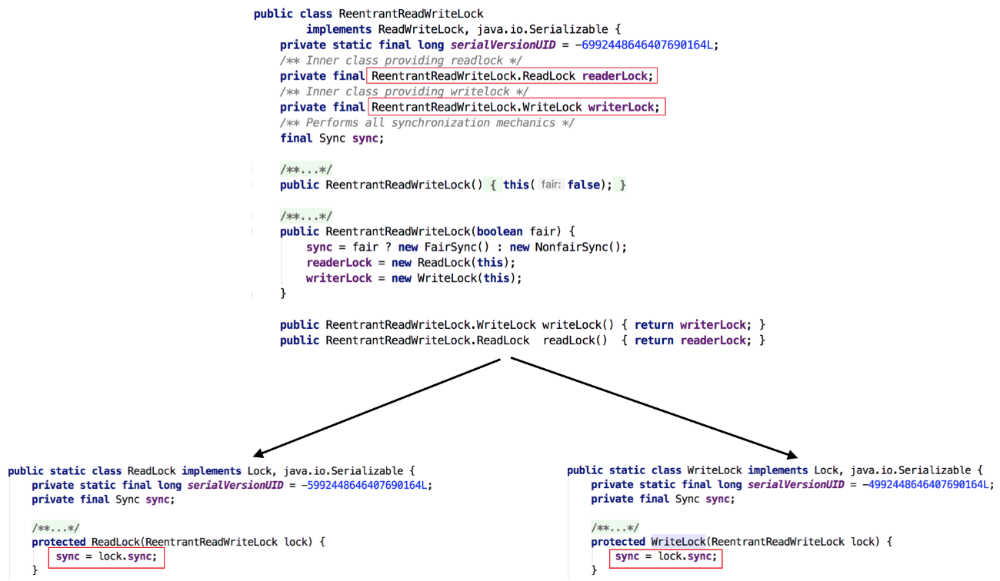 public class ReentrantReadWriteLock
        implements ReadWriteLock, java.io.Serializable {
    private static final long serialVersionUID = -6992448646407690164L;
    /** Inner class providing readlock */
    private final ReentrantReadWriteLock.ReadLock readerLock;
    /** Inner class providing writelock */
    private final ReentrantReadWriteLock.WriteLock writerLock;
    /** Performs all synchronization mechanics */
    final Sync sync;
    /**...*/
    public ReentrantReadWriteLock() { this( fair: false); }
    /**...*/
    public ReentrantReadWriteLock(boolean fair) {
        sync = fair ? new FairSync() : new NonfairSync();
        readerLock = new ReadLock(this);
        writerLock = new WriteLock(this);
    }
    public ReentrantReadWriteLock.WriteLock writeLock() { return writerLock; }
    public ReentrantReadWriteLock.ReadLock  readLock()  { return readerLock; }
public static class ReadLock implements Lock, java.io.Serializable {
    private static final long serialVersionUID = -5992448646407690164L;
    private final Sync sync;
    /**...*/
    protected ReadLock(ReentrantReadWriteLock lock) {
        sync = lock.sync;
    }
public static class WriteLock implements Lock, java.io.Serializable {
    private static final long serialVersionUID = -4992448646407690164L;
    private final Sync sync;
    /**...*/
    protected WriteLock(ReentrantReadWriteLock lock) {
        sync = lock.sync;
    }